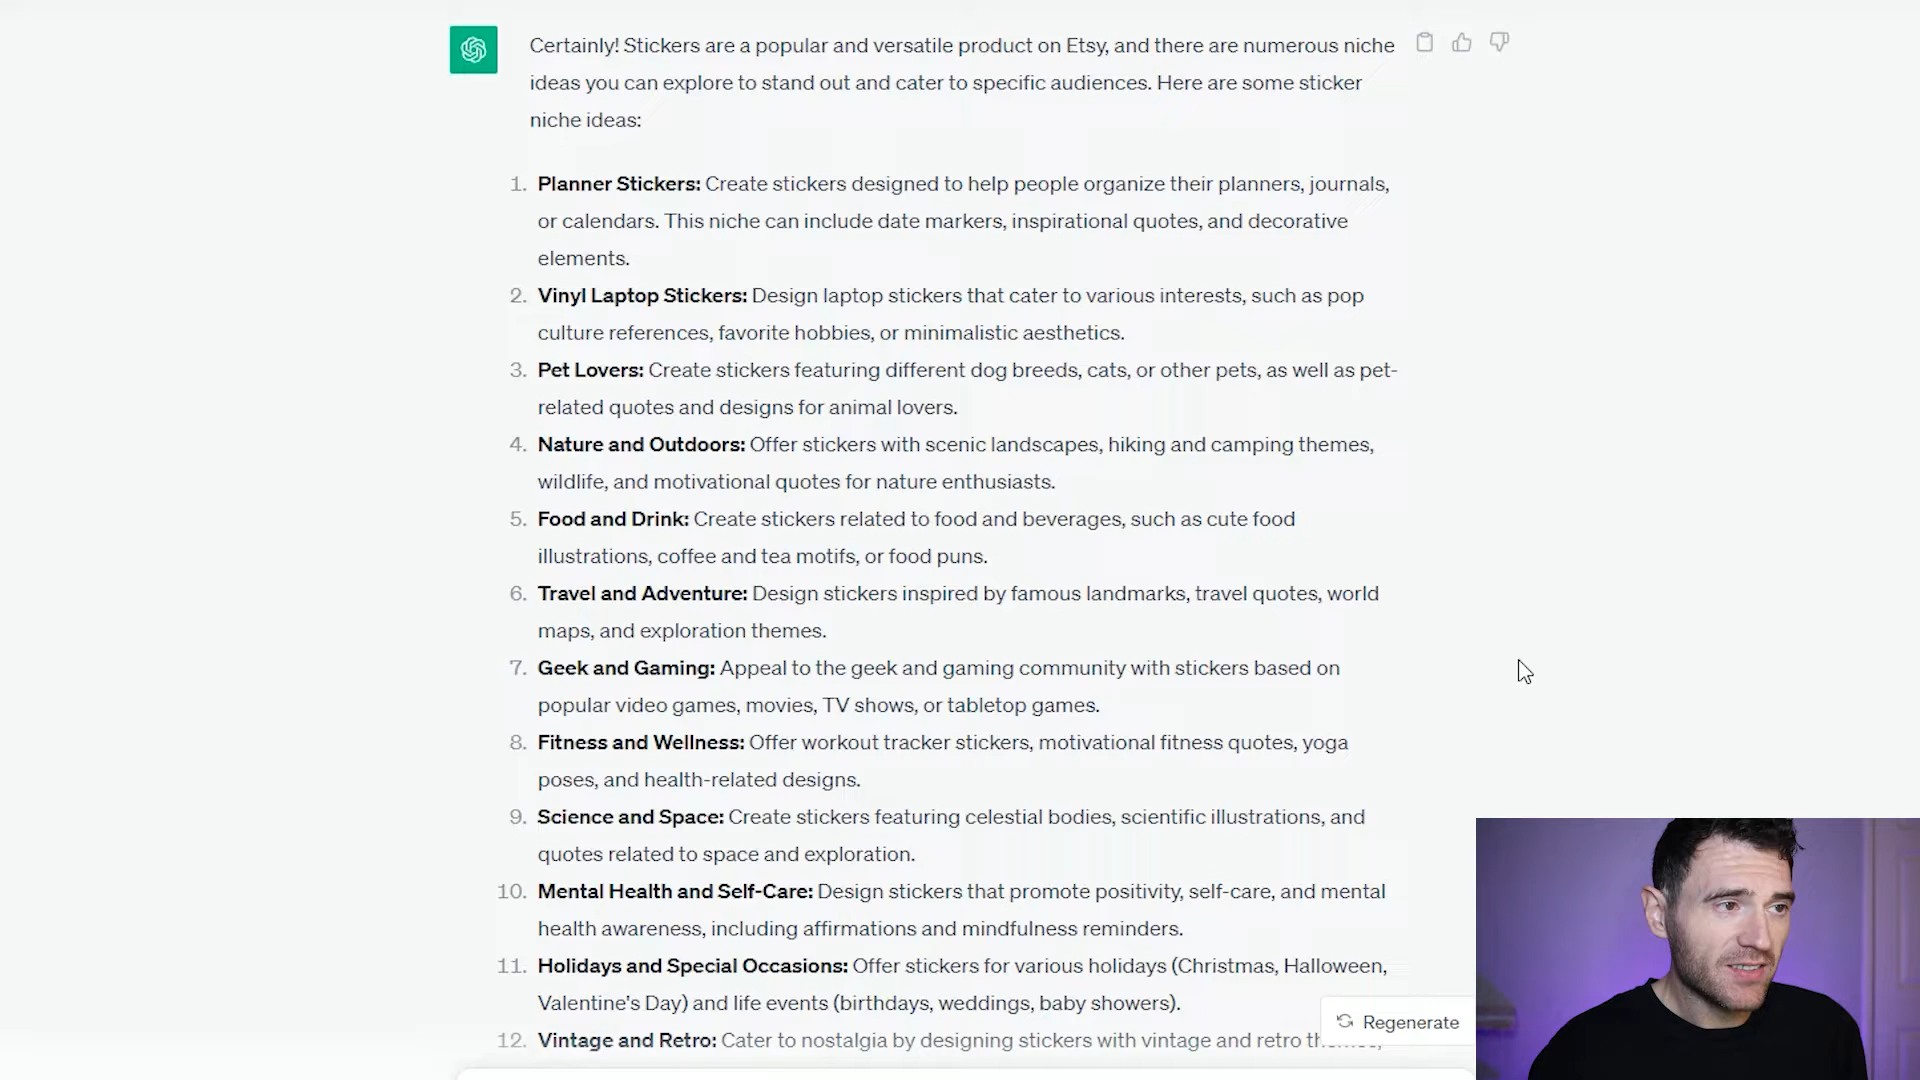 Certainly! Stickers are a popular and versatile product on Etsy, and there are numerous niche
ideas you can explore to stand out and cater to specific audiences. Here are some sticker
niche ideas:
1. Planner Stickers: Create stickers designed to help people organize their planners, journals,
or calendars. This niche can include date markers, inspirational quotes, and decorative
elements.
2. Vinyl Laptop Stickers: Design laptop stickers that cater to various interests, such as pop
culture references, favorite hobbies, or minimalistic aesthetics.
3. Pet Lovers: Create stickers featuring different dog breeds, cats, or other pets, as well as pet-
related quotes and designs for animal lovers.
4. Nature and Outdoors: Offer stickers with scenic landscapes, hiking and camping themes,
wildlife, and motivational quotes for nature enthusiasts.
5. Food and Drink: Create stickers related to food and beverages, such as cute food
illustrations, coffee and tea motifs, or food puns.
6. Travel and Adventure: Design stickers inspired by famous landmarks, travel quotes, world
maps, and exploration themes.
7. Geek and Gaming: Appeal to the geek and gaming community with stickers based on
popular video games, movies, TV shows, or tabletop games.
8. Fitness and Wellness: Offer workout tracker stickers, motivational fitness quotes, yoga
poses, and health-related designs.
9. Science and Space: Create stickers featuring celestial bodies, scientific illustrations, and
quotes related to space and exploration.
10. Mental Health and Self-Care: Design stickers that promote positivity, self-care, and mental
health awareness, including affirmations and mindfulness reminders.
11. Holidays and Special Occasions: Offer stickers for various holidays (Christmas, Halloween,
Valentine's Day) and life events (birthdays, weddings, baby showers).
Regenerate
12. Vintage and Retro: Cater to nostalgia by designing stickers with vintage and retro